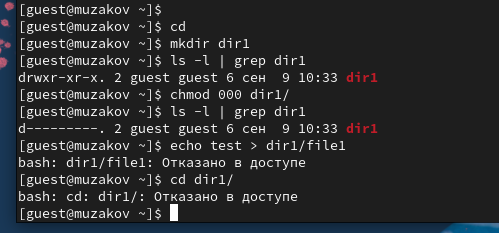 [guest@muzakov ~]$
[guest@muzakov ~]$ cd
[guest@muzakov ~]$ mkdir dir1
[guest@muzakov ~]$ ls -l | grep dir1
drwxr-xr-x. 2 guest guest 6 сен  9 10:33 dir1
[guest@muzakov ~]$ chmod 000 dir1/
[guest@muzakov ~]$ ls -l | grep dir1
d---------. 2 guest guest 6 сен  9 10:33 dir1
[guest@muzakov ~]$ echo test > dir1/file1
bash: dir1/file1: Отказано в доступе
[guest@muzakov ~]$ cd dir1/
bash: cd: dir1/: Отказано в доступе
[guest@muzakov ~]$